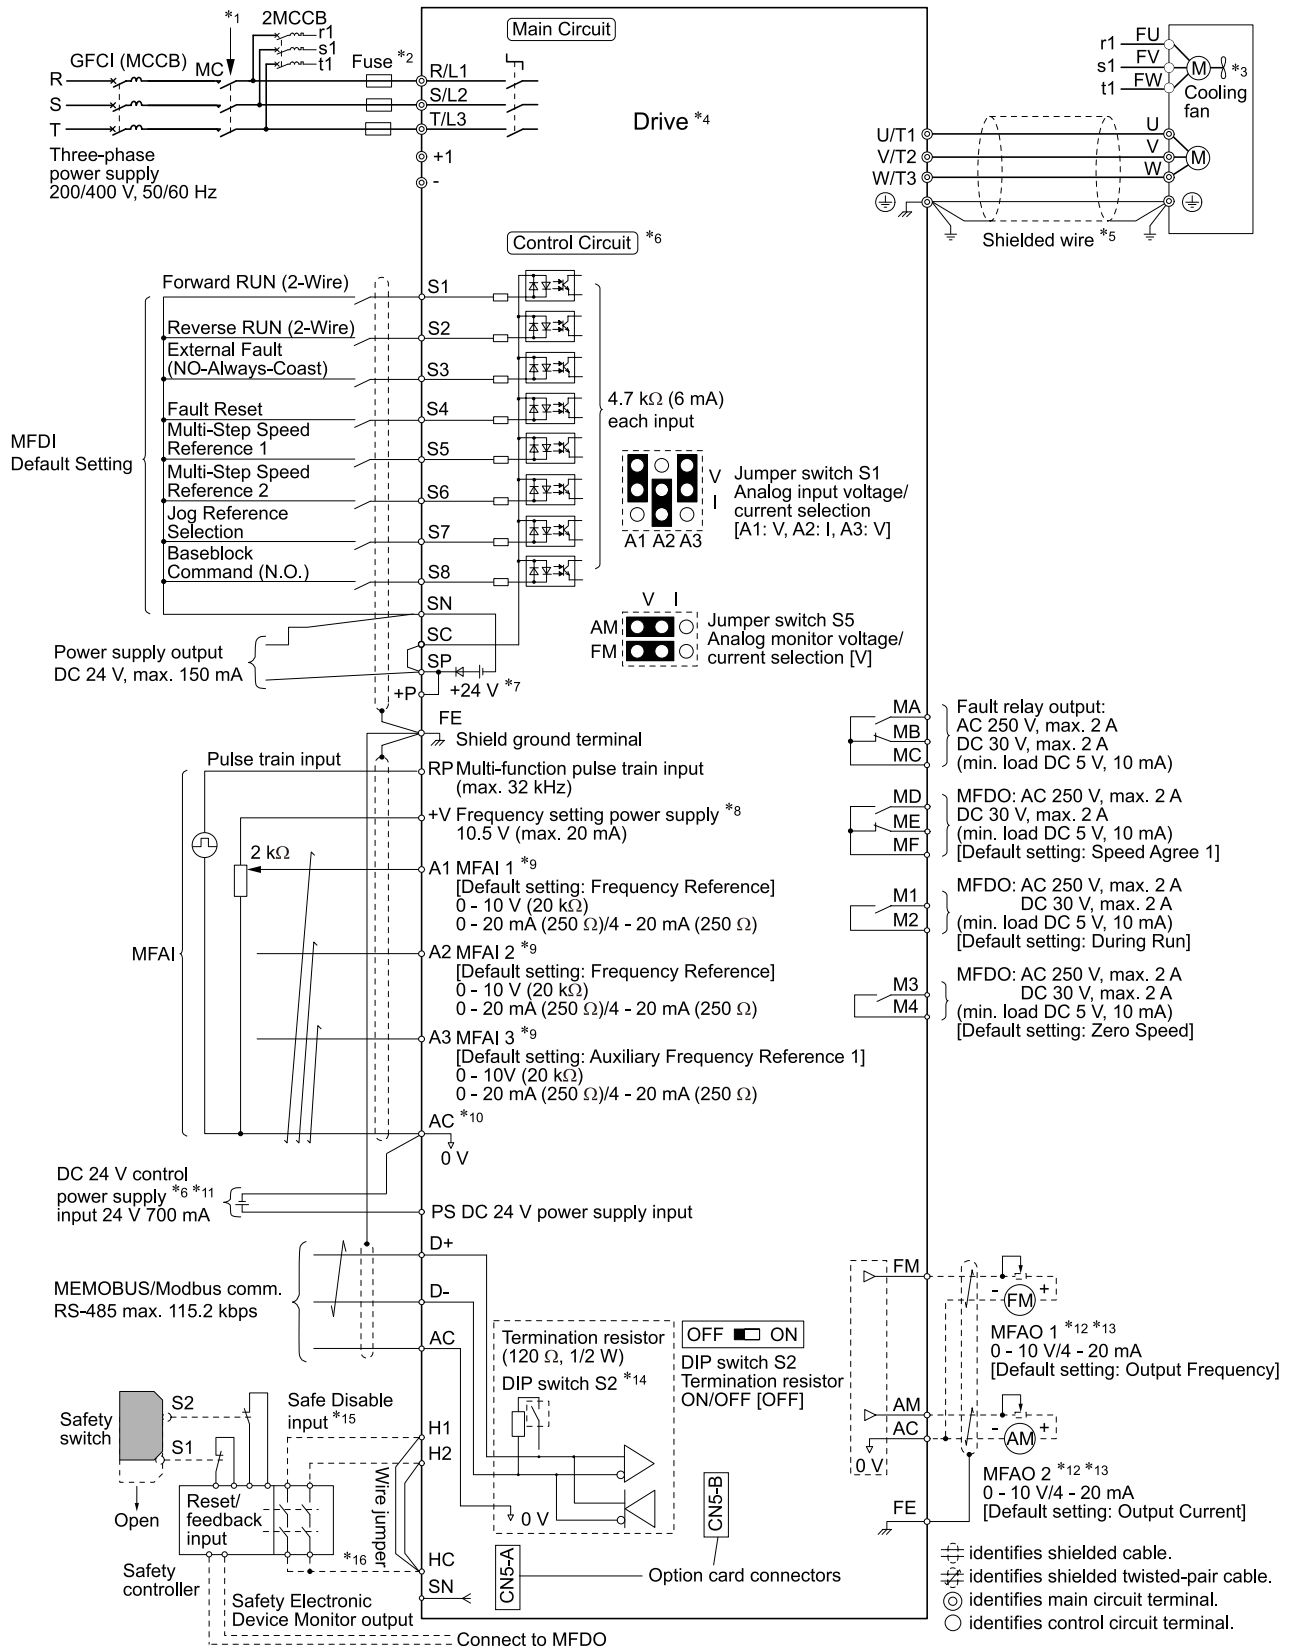 *1
2MCCB
r1
s1
t1
GFCI (MCCB)
MC
Fuse *2
R
S
T
R/L1
S/L2
T/L3
+1
-
Three-phase
power supply
200/400 V, 50/60 Hz
Main Circuit
Drive *4
U/T1
V/T2
W/T3
r1
s1
t1
FU
FV
FW
M
*3
Cooling
fan
U
V
W
M
Shielded wire *5
Control Circuit *6
MFDI
Default Setting
Forward RUN (2-Wire)
S1
Reverse RUN (2-Wire)
S2
External Fault
(NO-Always-Coast)
S3
Fault Reset
S4
Multi-Step Speed
Reference 1
S5
Multi-Step Speed
Reference 2
S6
Jog Reference
Selection
S7
Baseblock
Command (N.O.)
S8
SN
SC
SP
+P
+24 V *7
Power supply output
DC 24 V, max. 150 mA
4.7 kΩ (6 mA)
each input
V
I
A1 A2 A3
Jumper switch S1
Analog input voltage/
current selection
[A1: V, A2: I, A3: V]
V I
AM
FM
Jumper switch S5
Analog monitor voltage/
current selection [V]
FE
Shield ground terminal
MFAI
Pulse train input
2 kΩ
RP Multi-function pulse train input
(max. 32 kHz)
+V Frequency setting power supply *8
10.5 V (max. 20 mA)
A1 MFAI 1 *9
[Default setting: Frequency Reference]
0 - 10 V (20 kΩ)
0 - 20 mA (250 Ω)/4 - 20 mA (250 Ω)
A2 MFAI 2 *9
[Default setting: Frequency Reference]
0 - 10 V (20 kΩ)
0 - 20 mA (250 Ω)/4 - 20 mA (250 Ω)
A3 MFAI 3 *9
[Default setting: Auxiliary Frequency Reference 1]
0 - 10V (20 kΩ)
0 - 20 mA (250 Ω)/4 - 20 mA (250 Ω)
AC *10
0 V
MA
MB
MC
Fault relay output:
AC 250 V, max. 2 A
DC 30 V, max. 2 A
(min. load DC 5 V, 10 mA)
MD
ME
MF
MFDO: AC 250 V, max. 2 A
DC 30 V, max. 2 A
(min. load DC 5 V, 10 mA)
[Default setting: Speed Agree 1]
M1
M2
MFDO: AC 250 V, max. 2 A
DC 30 V, max. 2 A
(min. load DC 5 V, 10 mA)
[Default setting: During Run]
M3
M4
MFDO: AC 250 V, max. 2 A
DC 30 V, max. 2 A
(min. load DC 5 V, 10 mA)
[Default setting: Zero Speed]
DC 24 V control
power supply *6 *11
input 24 V 700 mA
PS DC 24 V power supply input
MEMOBUS/Modbus comm.
RS-485 max. 115.2 kbps
D+
D-
AC
Termination resistor
(120 Ω, 1/2 W)
DIP switch S2 *14
0 V
OFF ON
DIP switch S2
Termination resistor
ON/OFF [OFF]
FM
- FM +
MFAO 1 *12 *13
0 - 10 V/4 - 20 mA
[Default setting: Output Frequency]
AM
AC
0 V
- AM +
MFAO 2 *12 *13
0 - 10 V/4 - 20 mA
[Default setting: Output Current]
FE
Safety
switch
S2
S1
Open
Safe Disable
input *15
H1
H2
Wire jumper
Reset/
feedback
input
*16
HC
SN
Safety
controller
Safety Electronic
Device Monitor output
Connect to MFDO
CN5-A
CN5-B
Option card connectors
identifies shielded cable.
identifies shielded twisted-pair cable.
identifies main circuit terminal.
identifies control circuit terminal.